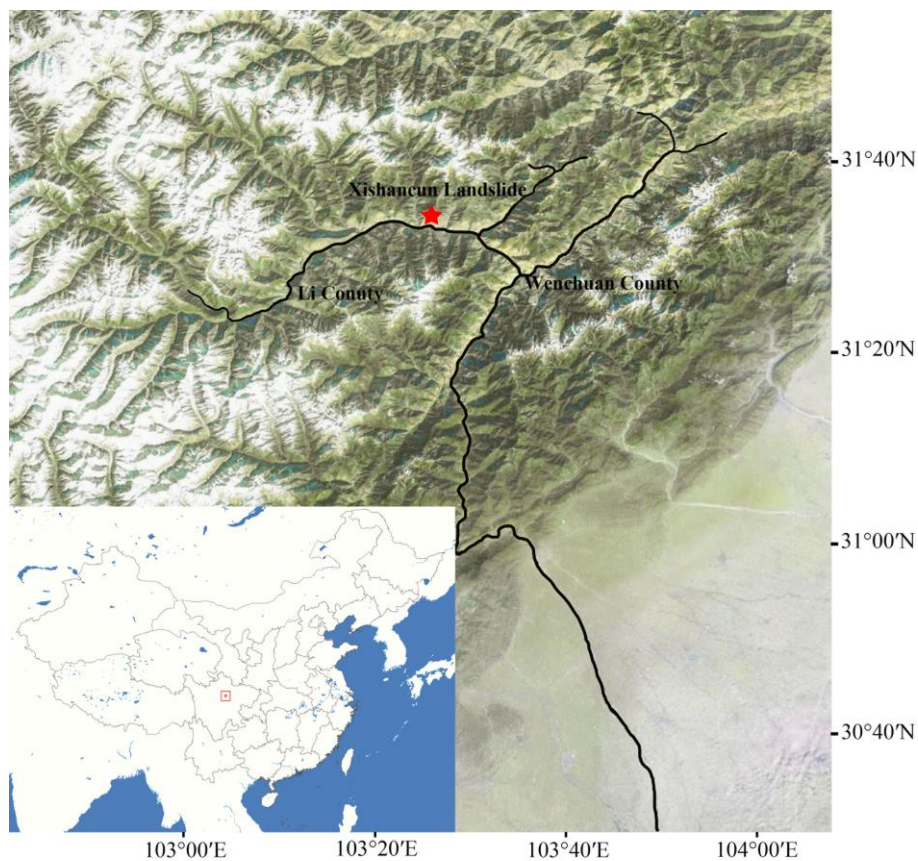 31°40′N
Xishancun Landslide
Li Conuty
Wenchuan County
31°20′N
31°00′N
30°40′N
103°00′E
103°20′E
103°40′E
104°00′E